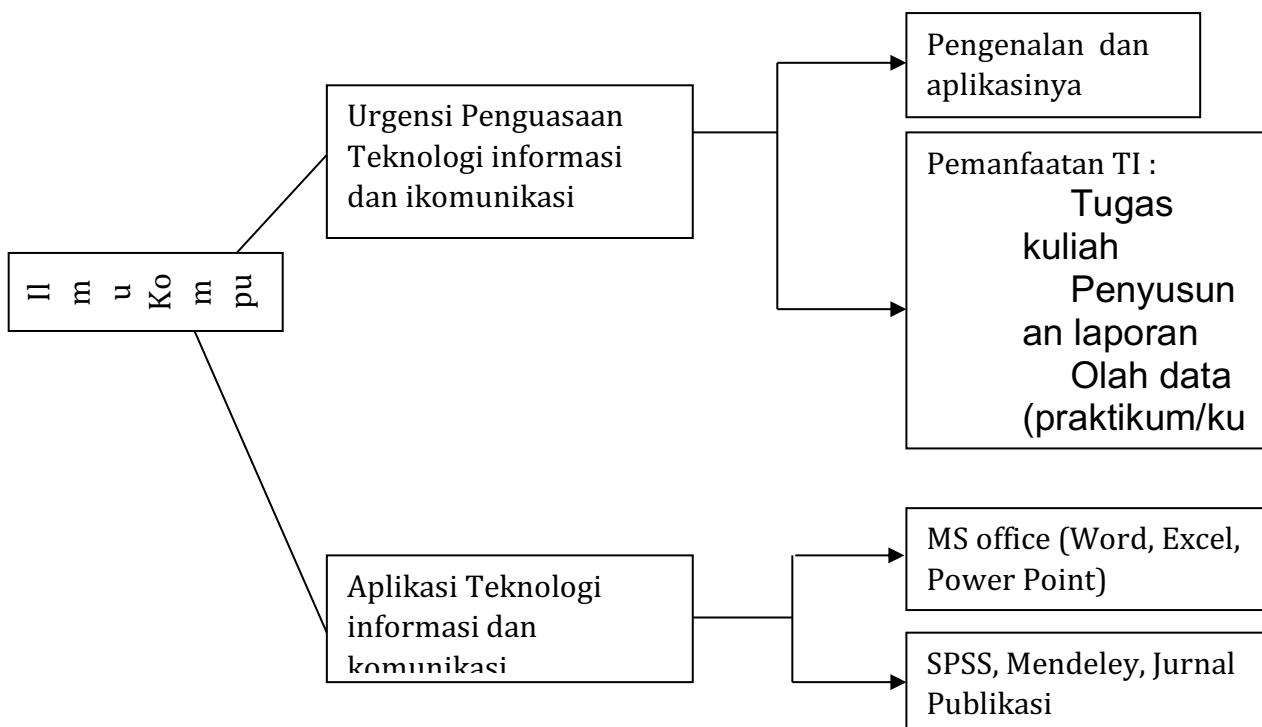 Pengenalan dan
aplikasinya
Urgensi Penguasaan
Teknologi informasi
dan ikomunikasi
Pemanfaatan TI :
Tugas
kuliah
Penyusun
an laporan
Olah data
(praktikum/ku
Il
m
u
Ko
m
pu
MS office (Word, Excel,
Power Point)
Aplikasi Teknologi
informasi dan
komunikasi
SPSS, Mendeley, Jurnal
Publikasi